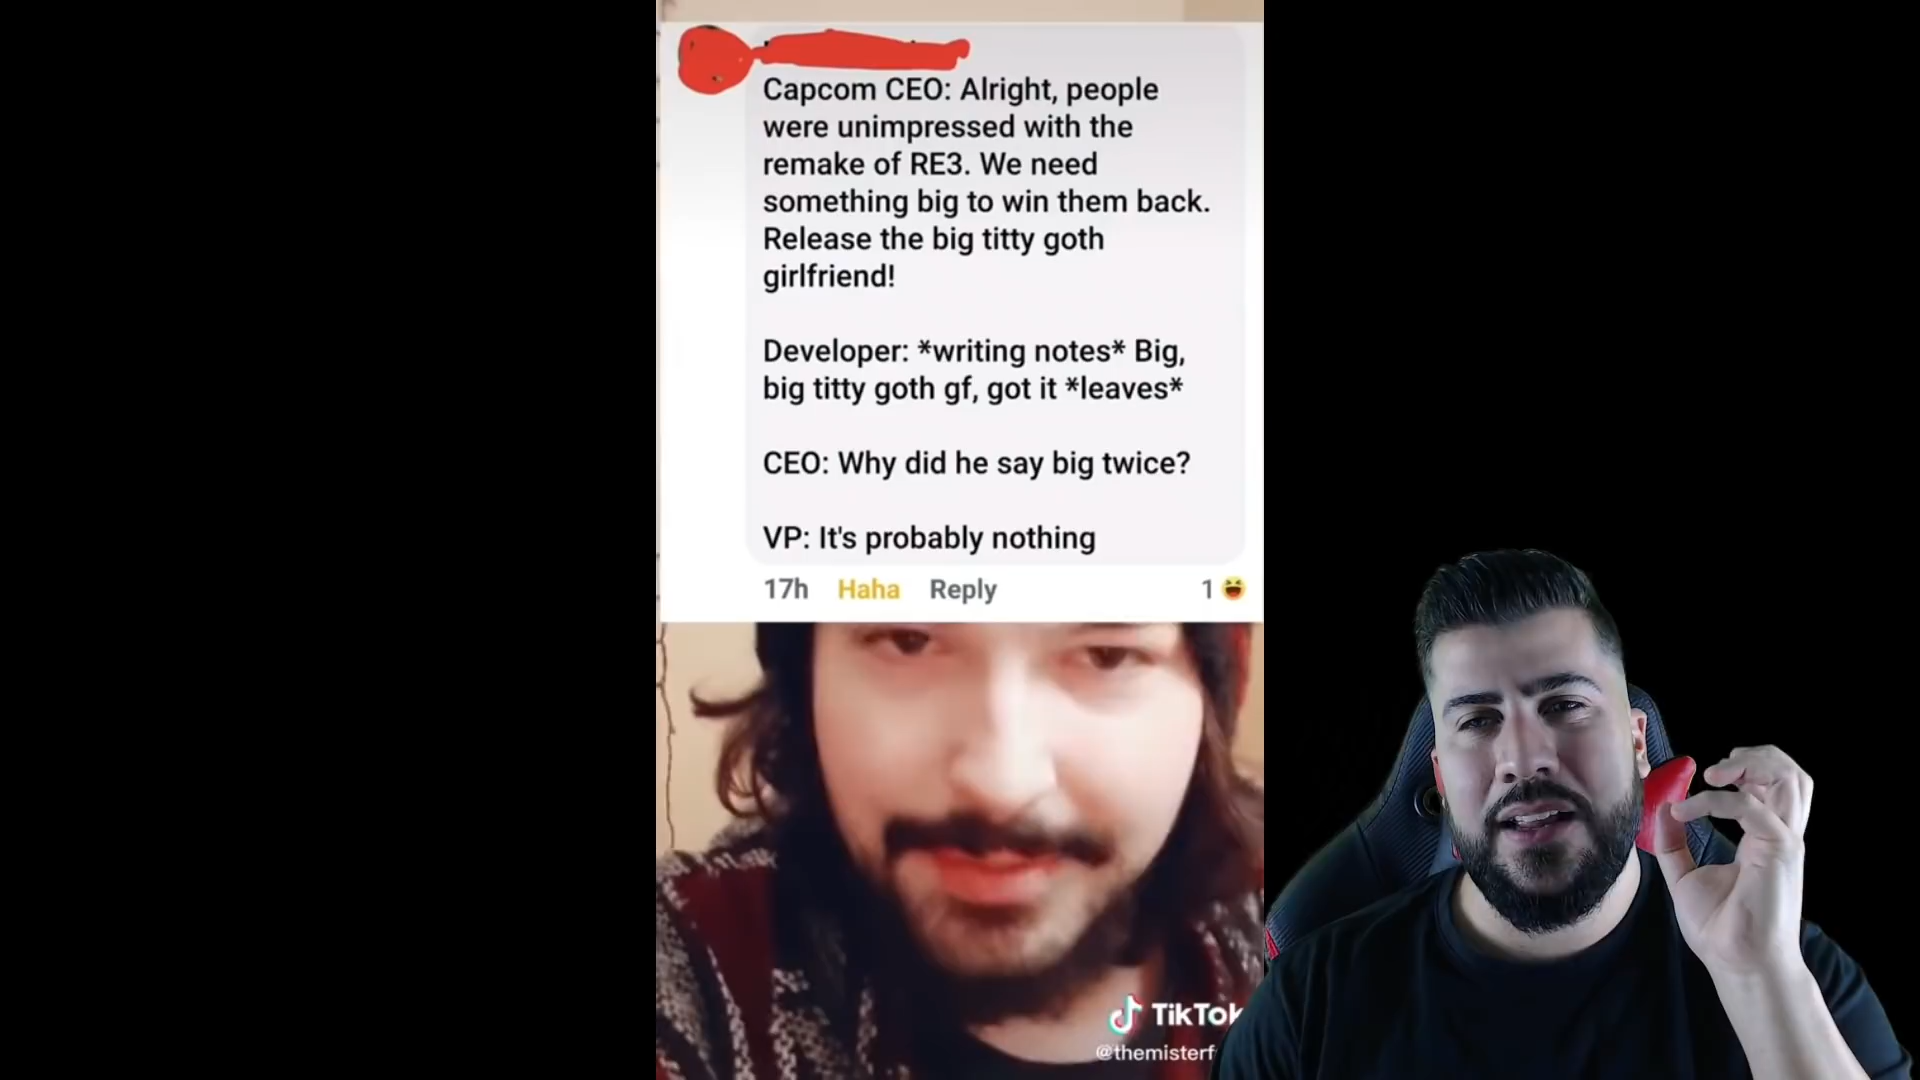 Capcom CEO: Alright, people
were unimpressed with the
remake of RE3. We need
something big to win them back.
Release the big titty goth
girlfriend!
Developer: *writing notes* Big,
big titty goth gf, got it *leaves*
CEO: Why did he say big twice?
VP: It's probably nothing
17h Haha Reply 1
TikTok
@themisterf